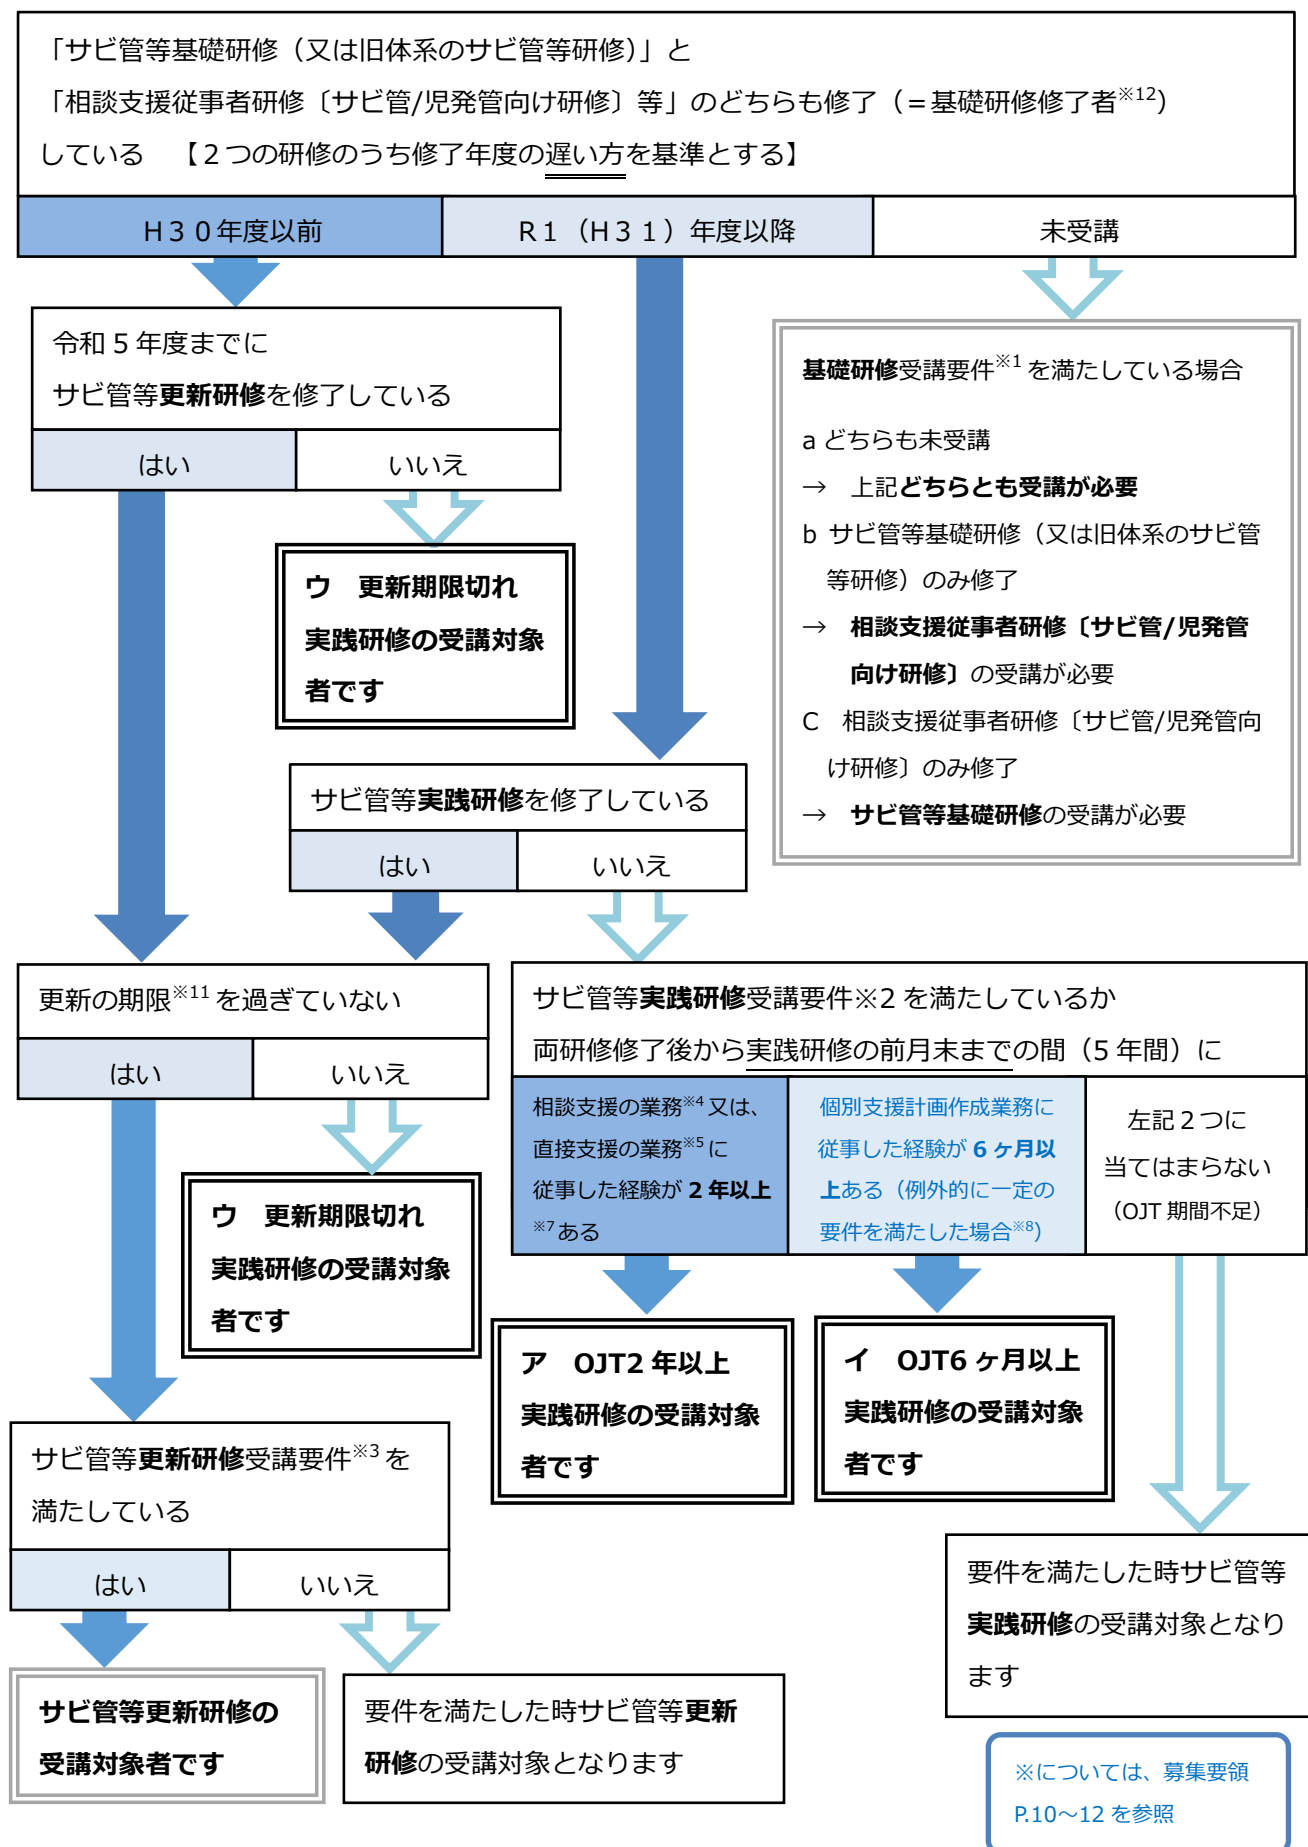 「サビ管等基礎研修（又は旧体系のサビ管等研修）」と
「相談支援従事者研修〔サビ管/児発管向け研修〕等」のどちらも修了（＝基礎研修修了者※12）
している　【２つの研修のうち修了年度の遅い方を基準とする】
Ｈ３０年度以前
Ｒ１（Ｈ３１）年度以降
未受講
令和５年度までに
サビ管等更新研修を修了している
はい
いいえ
ウ　更新期限切れ
実践研修の受講対象
者です
基礎研修受講要件※1を満たしている場合
a どちらも未受講
→　上記どちらとも受講が必要
b サビ管等基礎研修（又は旧体系のサビ管
等研修）のみ修了
→　相談支援従事者研修〔サビ管/児発管
向け研修〕の受講が必要
C　相談支援従事者研修〔サビ管/児発管向
け研修〕のみ修了
→　サビ管等基礎研修の受講が必要
サビ管等実践研修を修了している
はい
いいえ
更新の期限※11を過ぎていない
はい
いいえ
ウ　更新期限切れ
実践研修の受講対象
者です
サビ管等実践研修受講要件※2を満たしているか
両研修修了後から実践研修の前月末までの間（5年間）に
相談支援の業務※4又は、
直接支援の業務※5に
従事した経験が２年以上
※7ある
個別支援計画作成業務に
従事した経験が６ヶ月以
上ある（例外的に一定の
要件を満たした場合※8）
左記２つに
当てはまらない
（OJT期間不足）
ア　OJT2年以上
実践研修の受講対象
者です
イ　OJT6ヶ月以上
実践研修の受講対象
者です
サビ管等更新研修受講要件※3を
満たしている
はい
いいえ
サビ管等更新研修の
受講対象者です
要件を満たした時サビ管等更新
研修の受講対象となります
要件を満たした時サビ管等
実践研修の受講対象となり
ます
※については、募集要領
P.10～12を参照